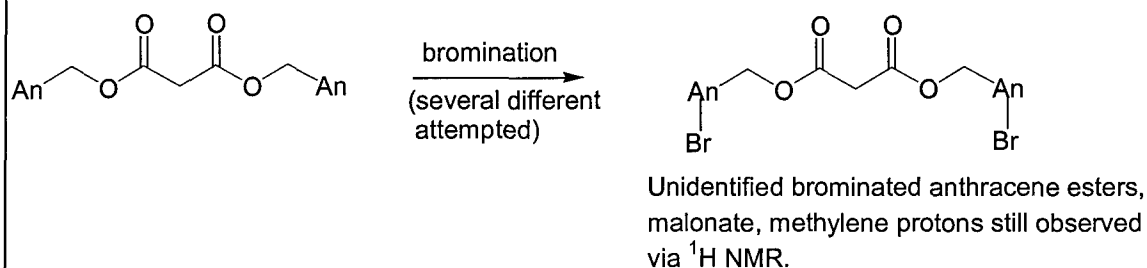 O O
bromination
O O
An O O An
(several different
attempted)
An O O An
Br Br
Unidentified brominated anthracene esters,
malonate, methylene protons still observed
via ¹H NMR.